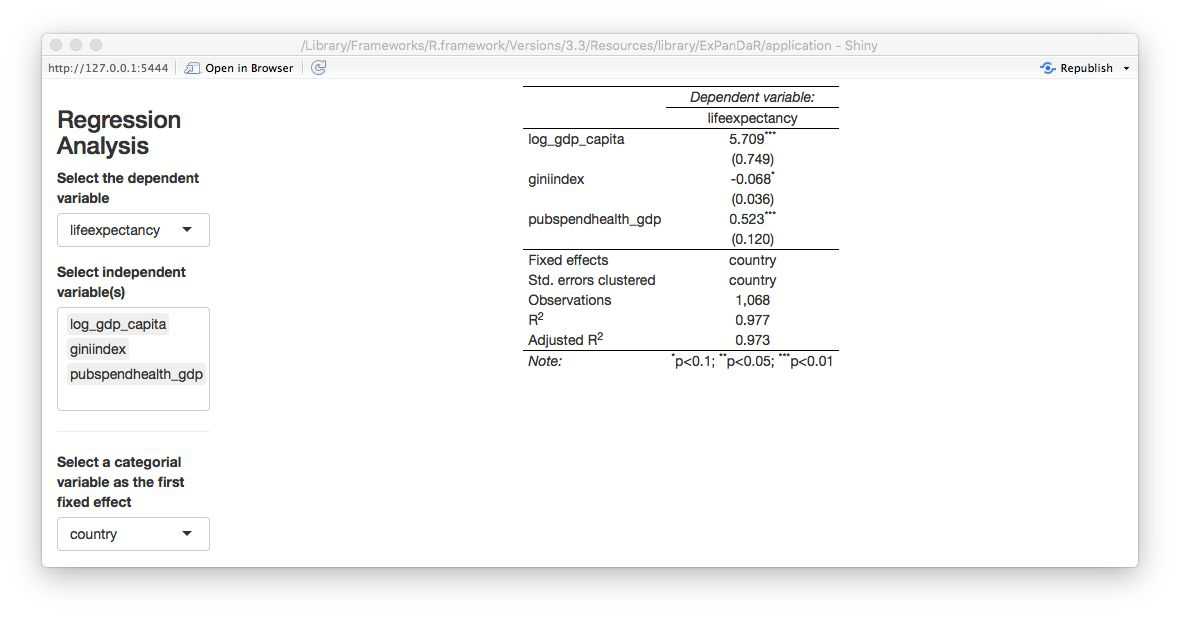 /Library/Frameworks/R.framework/Versions/3.3/Resources/library/ExPanDaR/application - Shiny
http://127.0.0.1:5444 Open in Browser Republish
Regression
Analysis
Select the dependent
variable
lifeexpectancy
Select independent
variable(s)
log_gdp_capita
giniindex
pubspendhealth_gdp
Select a categorial
variable as the first
fixed effect
country
Dependent variable:
lifeexpectancy
log_gdp_capita 5.709***
(0.749)
giniindex -0.068*
(0.036)
pubspendhealth_gdp 0.523***
(0.120)
Fixed effects country
Std. errors clustered country
Observations 1,068
R2 0.977
Adjusted R2 0.973
Note: *p<0.1; **p<0.05; ***p<0.01